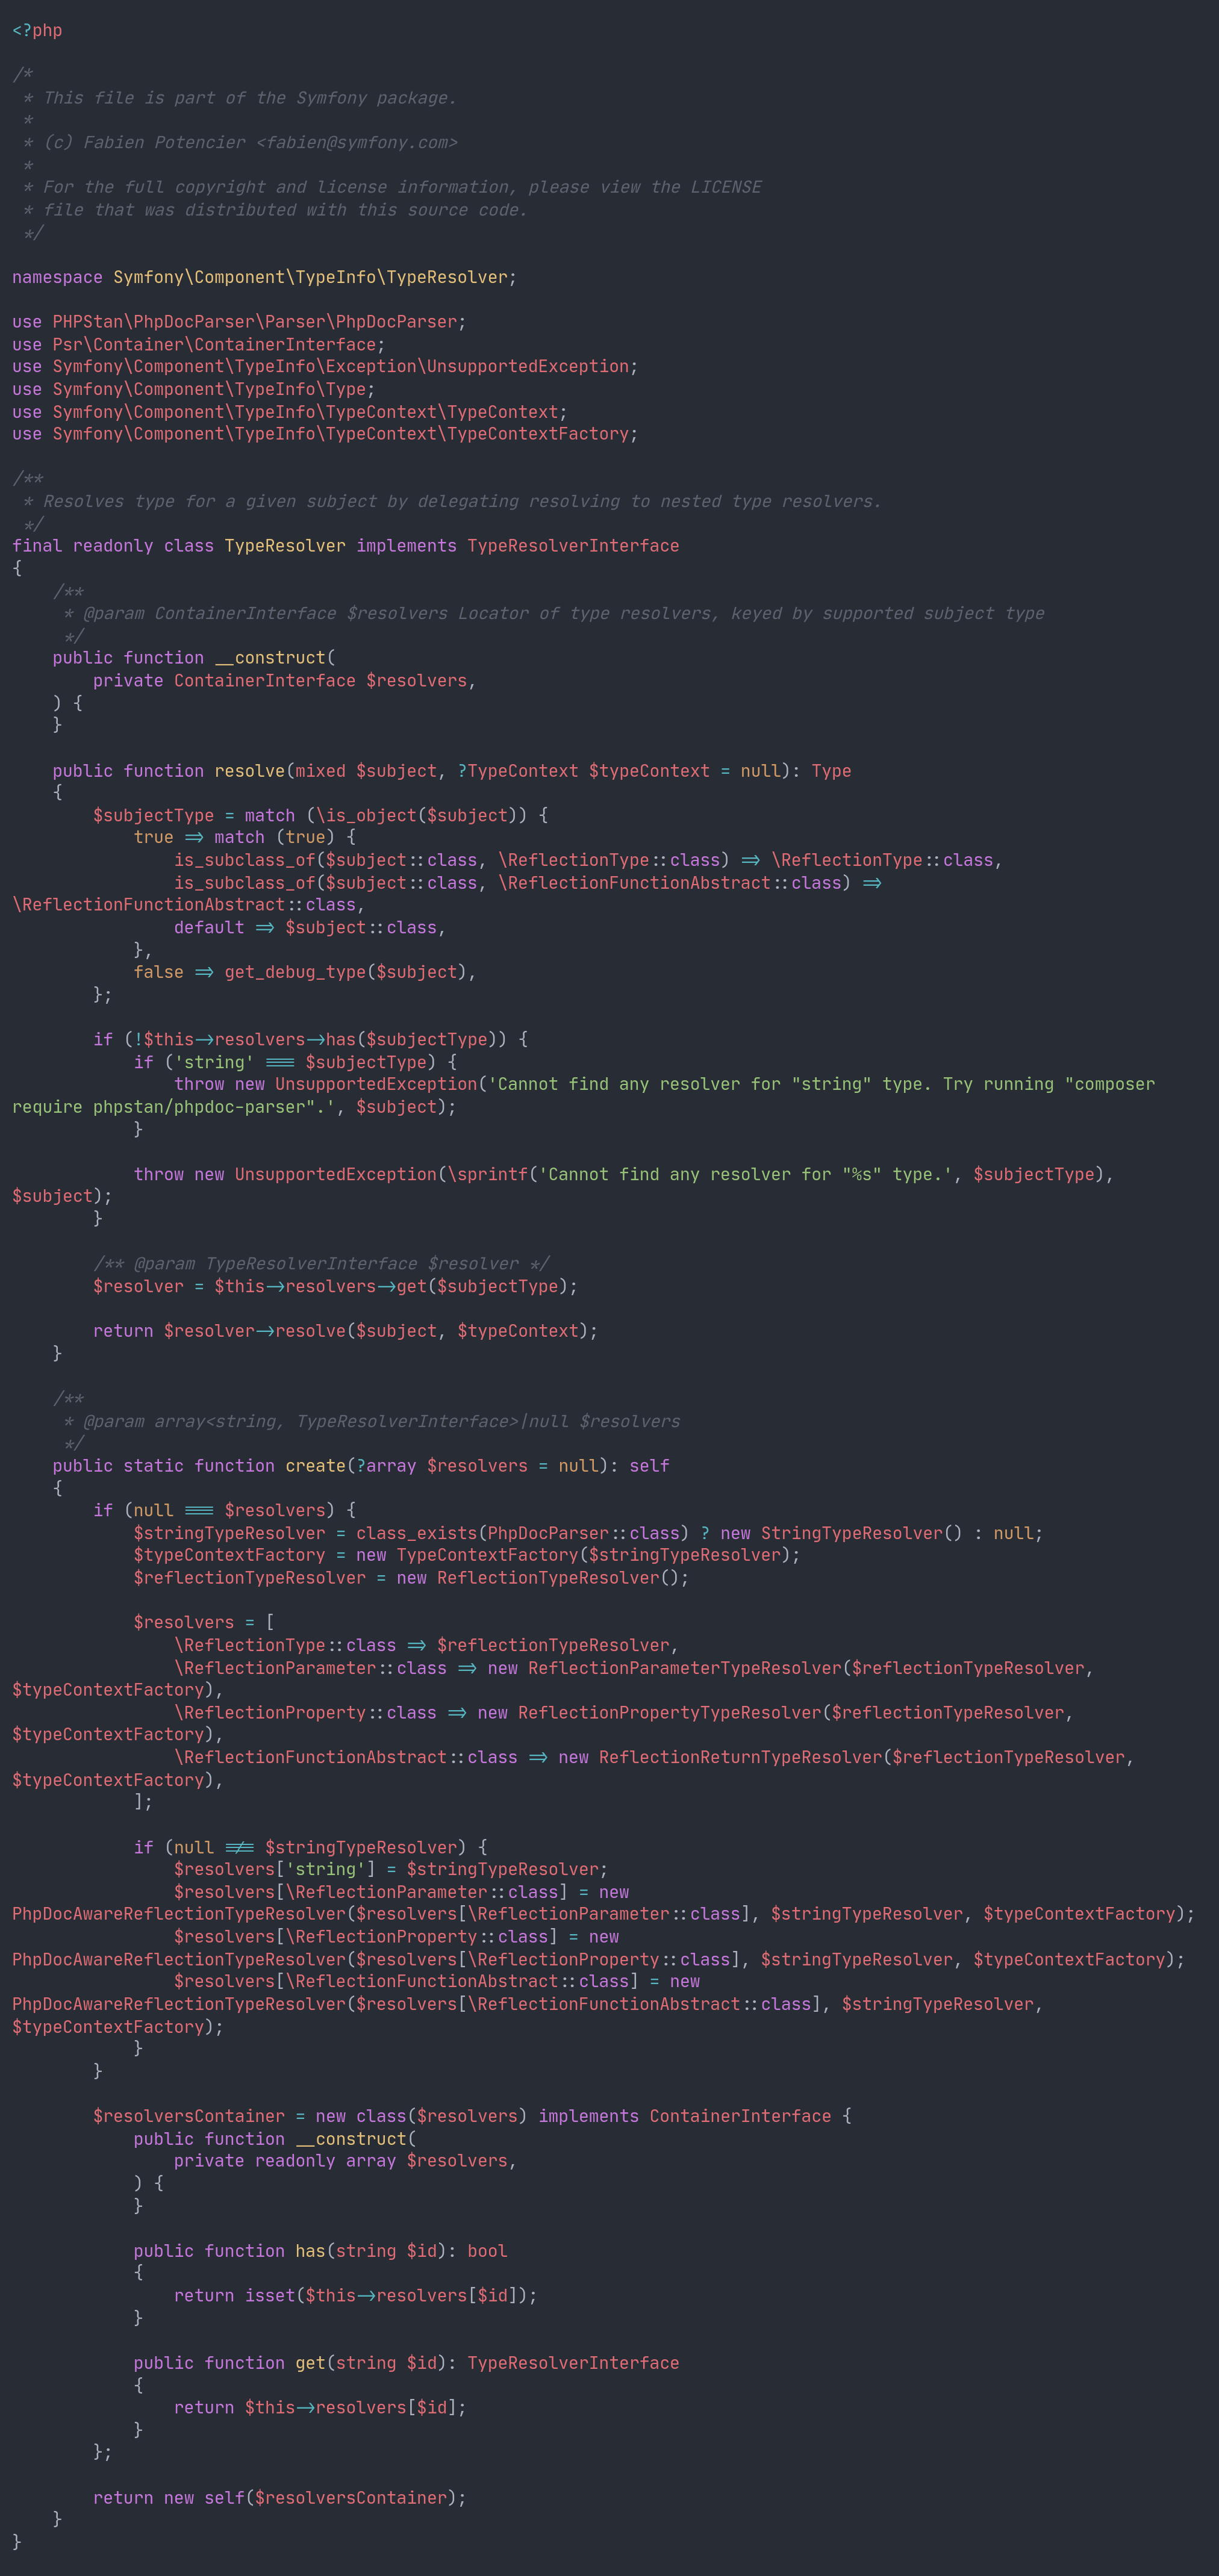 <?php

/*
 * This file is part of the Symfony package.
 *
 * (c) Fabien Potencier <fabien@symfony.com>
 *
 * For the full copyright and license information, please view the LICENSE
 * file that was distributed with this source code.
 */

namespace Symfony\Component\TypeInfo\TypeResolver;

use PHPStan\PhpDocParser\Parser\PhpDocParser;
use Psr\Container\ContainerInterface;
use Symfony\Component\TypeInfo\Exception\UnsupportedException;
use Symfony\Component\TypeInfo\Type;
use Symfony\Component\TypeInfo\TypeContext\TypeContext;
use Symfony\Component\TypeInfo\TypeContext\TypeContextFactory;

/**
 * Resolves type for a given subject by delegating resolving to nested type resolvers.
 */
final readonly class TypeResolver implements TypeResolverInterface
{
    /**
     * @param ContainerInterface $resolvers Locator of type resolvers, keyed by supported subject type
     */
    public function __construct(
        private ContainerInterface $resolvers,
    ) {
    }

    public function resolve(mixed $subject, ?TypeContext $typeContext = null): Type
    {
        $subjectType = match (\is_object($subject)) {
            true => match (true) {
                is_subclass_of($subject::class, \ReflectionType::class) => \ReflectionType::class,
                is_subclass_of($subject::class, \ReflectionFunctionAbstract::class) =>
\ReflectionFunctionAbstract::class,
                default => $subject::class,
            },
            false => get_debug_type($subject),
        };

        if (!$this->resolvers->has($subjectType)) {
            if ('string' === $subjectType) {
                throw new UnsupportedException('Cannot find any resolver for "string" type. Try running "composer
require phpstan/phpdoc-parser".', $subject);
            }

            throw new UnsupportedException(\sprintf('Cannot find any resolver for "%s" type.', $subjectType),
$subject);
        }

        /** @param TypeResolverInterface $resolver */
        $resolver = $this->resolvers->get($subjectType);

        return $resolver->resolve($subject, $typeContext);
    }

    /**
     * @param array<string, TypeResolverInterface>|null $resolvers
     */
    public static function create(?array $resolvers = null): self
    {
        if (null === $resolvers) {
            $stringTypeResolver = class_exists(PhpDocParser::class) ? new StringTypeResolver() : null;
            $typeContextFactory = new TypeContextFactory($stringTypeResolver);
            $reflectionTypeResolver = new ReflectionTypeResolver();

            $resolvers = [
                \ReflectionType::class => $reflectionTypeResolver,
                \ReflectionParameter::class => new ReflectionParameterTypeResolver($reflectionTypeResolver,
$typeContextFactory),
                \ReflectionProperty::class => new ReflectionPropertyTypeResolver($reflectionTypeResolver,
$typeContextFactory),
                \ReflectionFunctionAbstract::class => new ReflectionReturnTypeResolver($reflectionTypeResolver,
$typeContextFactory),
            ];

            if (null !== $stringTypeResolver) {
                $resolvers['string'] = $stringTypeResolver;
                $resolvers[\ReflectionParameter::class] = new
PhpDocAwareReflectionTypeResolver($resolvers[\ReflectionParameter::class], $stringTypeResolver, $typeContextFactory);
                $resolvers[\ReflectionProperty::class] = new
PhpDocAwareReflectionTypeResolver($resolvers[\ReflectionProperty::class], $stringTypeResolver, $typeContextFactory);
                $resolvers[\ReflectionFunctionAbstract::class] = new
PhpDocAwareReflectionTypeResolver($resolvers[\ReflectionFunctionAbstract::class], $stringTypeResolver,
$typeContextFactory);
            }
        }

        $resolversContainer = new class($resolvers) implements ContainerInterface {
            public function __construct(
                private readonly array $resolvers,
            ) {
            }

            public function has(string $id): bool
            {
                return isset($this->resolvers[$id]);
            }

            public function get(string $id): TypeResolverInterface
            {
                return $this->resolvers[$id];
            }
        };

        return new self($resolversContainer);
    }
}